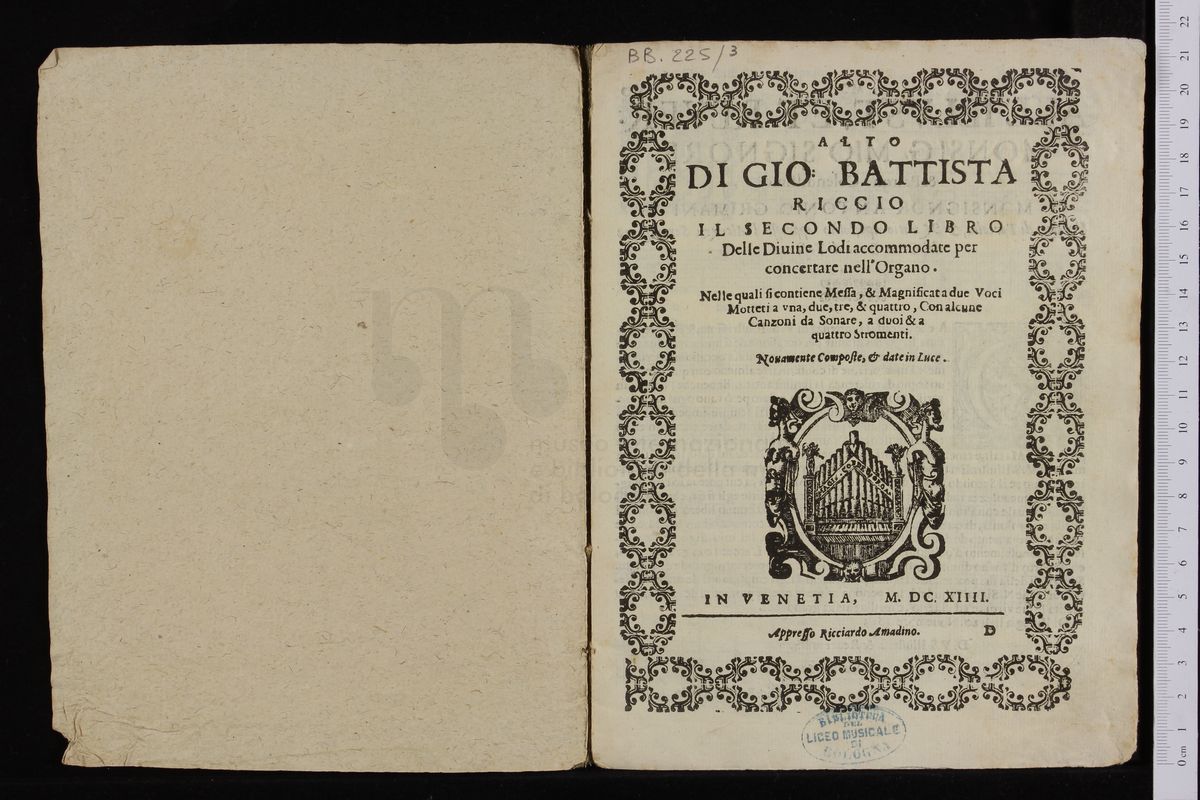 BB. 225/3
ALTO
DI GIO: BATTISTA
RICCIO
IL SECONDO LIBRO
Delle Diuine Lodi accommodate per
concertare nell'Organo.
Nelle quali si contiene Messa, & Magnificat a due Voci
Motteti a vna, due, tre, & quattro, Con alcune
Canzoni da Sonare, a duoi & a
quattro Stromenti.
Nouamente Composte, & date in Luce.
IN VENETIA, M. DC. XIIII.
Appresso Ricciardo Amadino. D
BIBLIOTECA
DEL
LICEO MUSICALE
DI
BOLOGNA